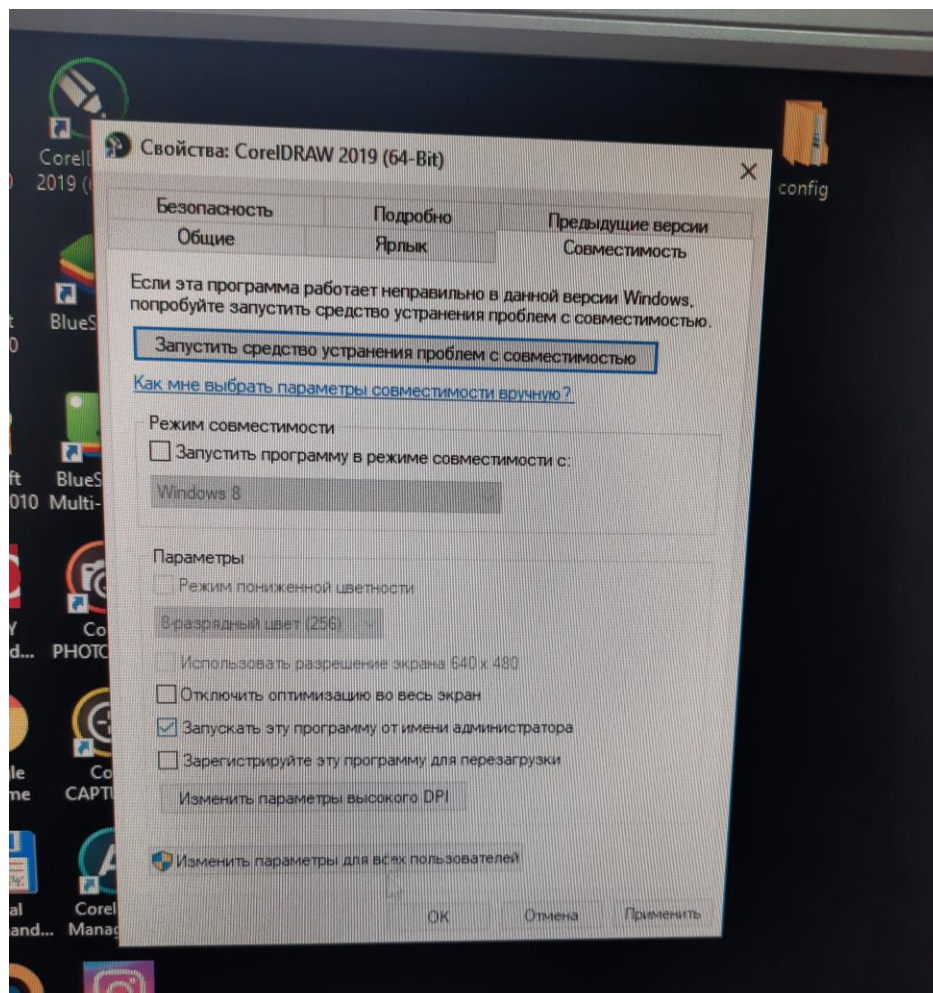 Corel
2019 (
config
Свойства: CorelDRAW 2019 (64-Bit)
Безопасность
Подробно
Предыдущие версии
Общие
Ярлык
Совместимость
Если эта программа работает неправильно в данной версии Windows,
попробуйте запустить средство устранения проблем с совместимостью.
Запустить средство устранения проблем с совместимостью
Как мне выбрать параметры совместимости вручную?
Режим совместимости
Запустить программу в режиме совместимости с:
Windows 8
Параметры
Режим пониженной цветности
8-разрядный цвет (256)
Использовать разрешение экрана 640 x 480
Отключить оптимизацию во весь экран
Запускать эту программу от имени администратора
Зарегистрируйте эту программу для перезагрузки
Изменить параметры высокого DPI
Изменить параметры для всех пользователей
OK
Отмена
Применить
BlueS
BlueS
010 Multi-
Co
PHOTO
Co
CAPTU
Corel
Manag